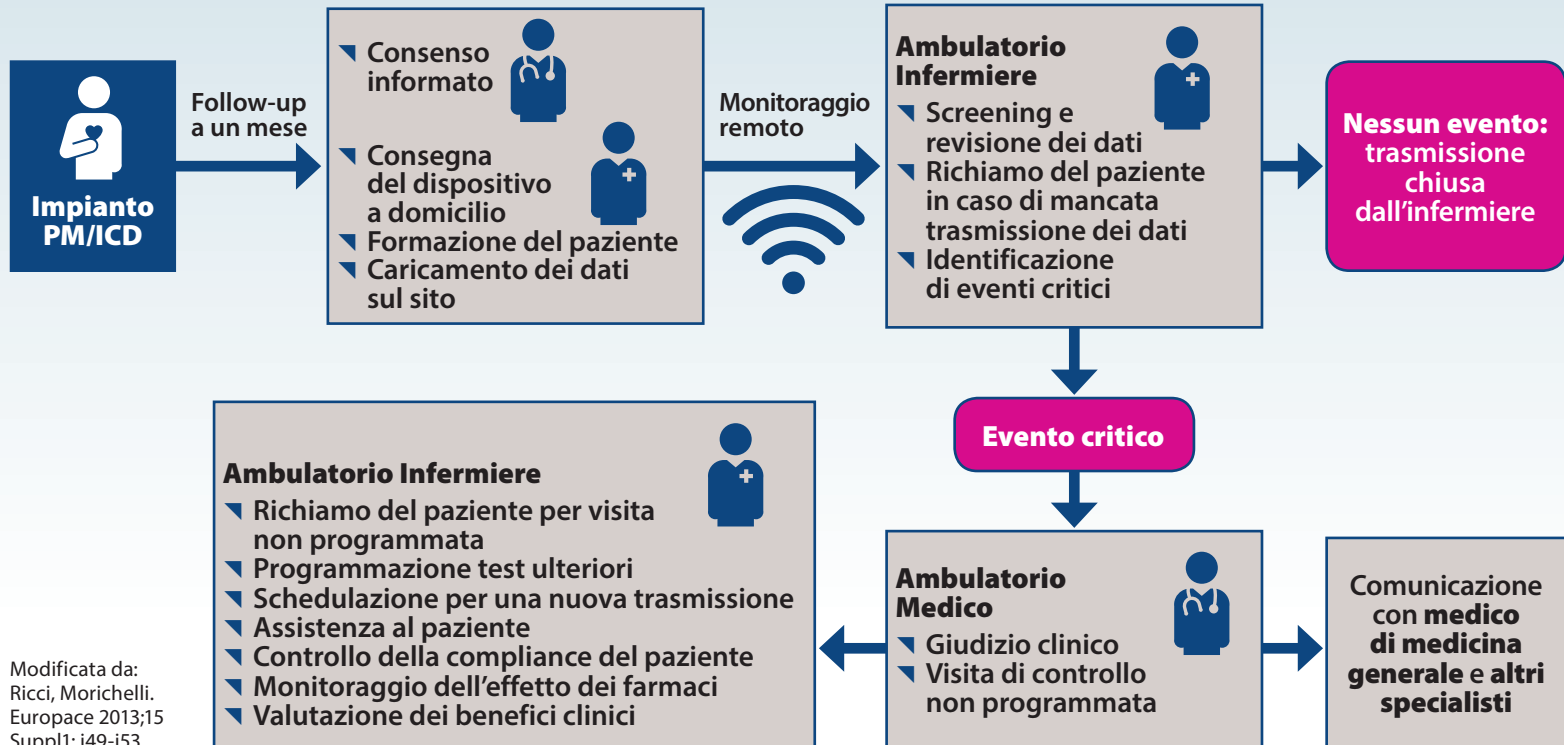 Impianto
PM/ICD
Follow-up
a un mese
Consenso
informato
Consegna
del dispositivo
a domicilio
Formazione del paziente
Caricamento dei dati
sul sito
Monitoraggio
remoto
Ambulatorio
Infermiere
Screening e
revisione dei dati
Richiamo del paziente
in caso di mancata
trasmissione dei dati
Identificazione
di eventi critici
Nessun evento:
trasmissione
chiusa
dall’infermiere
Evento critico
Ambulatorio
Medico
Giudizio clinico
Visita di controllo
non programmata
Comunicazione
con medico
di medicina
generale e altri
specialisti
Ambulatorio Infermiere
Richiamo del paziente per visita
non programmata
Programmazione test ulteriori
Schedulazione per una nuova trasmissione
Assistenza al paziente
Controllo della compliance del paziente
Monitoraggio dell’effetto dei farmaci
Valutazione dei benefici clinici
Modificata da:
Ricci, Morichelli.
Europace 2013;15
Suppl1: i49-i53